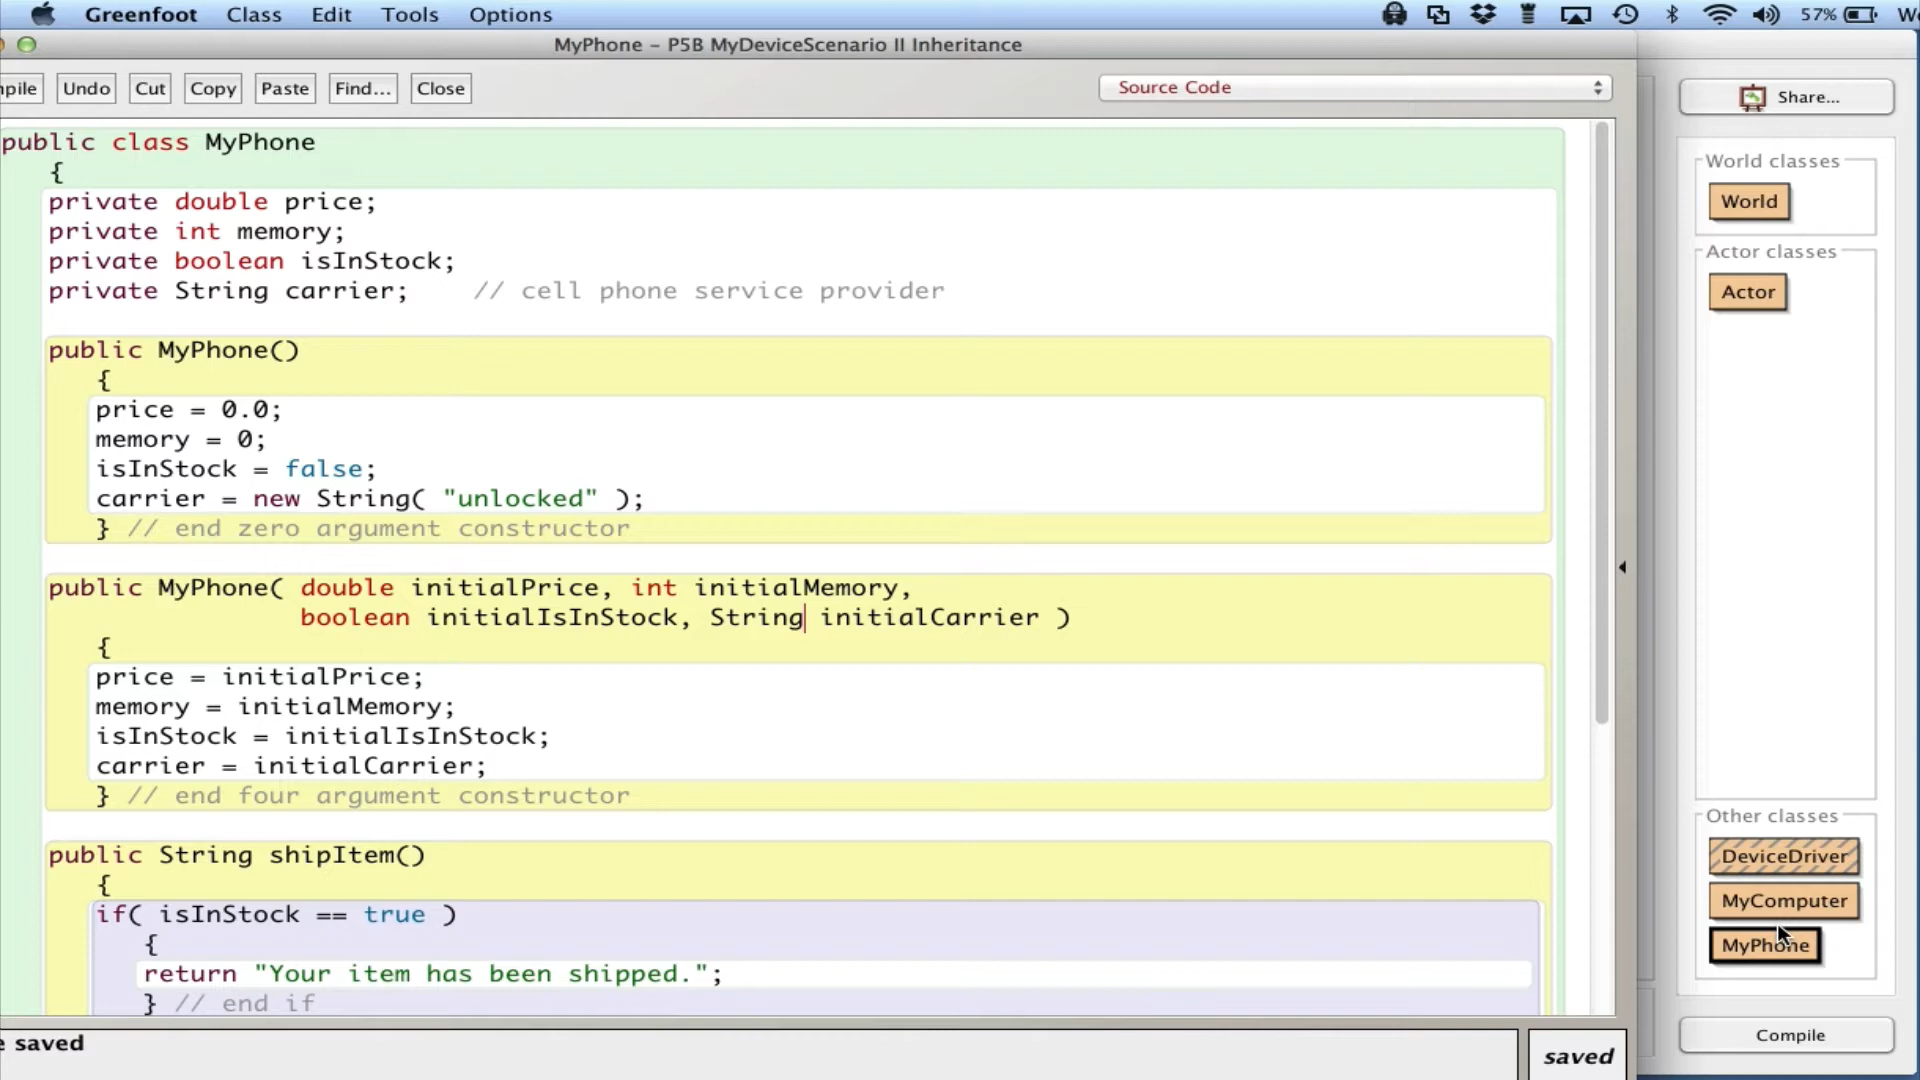 Greenfoot Class Edit Tools Options 57%
MyPhone – P5B MyDeviceScenario II Inheritance
Undo Cut Copy Paste Find... Close Source Code
Share...
public class MyPhone
{
private double price;
private int memory;
private boolean isInStock;
private String carrier; // cell phone service provider
public MyPhone()
{
price = 0.0;
memory = 0;
isInStock = false;
carrier = new String( "unlocked" );
} // end zero argument constructor
public MyPhone( double initialPrice, int initialMemory,
boolean initialIsInStock, String initialCarrier )
{
price = initialPrice;
memory = initialMemory;
isInStock = initialIsInStock;
carrier = initialCarrier;
} // end four argument constructor
public String shipItem()
{
if( isInStock == true )
{
return "Your item has been shipped.";
} // end if
saved
saved
World classes
World
Actor classes
Actor
Other classes
DeviceDriver
MyComputer
MyPhone
Compile